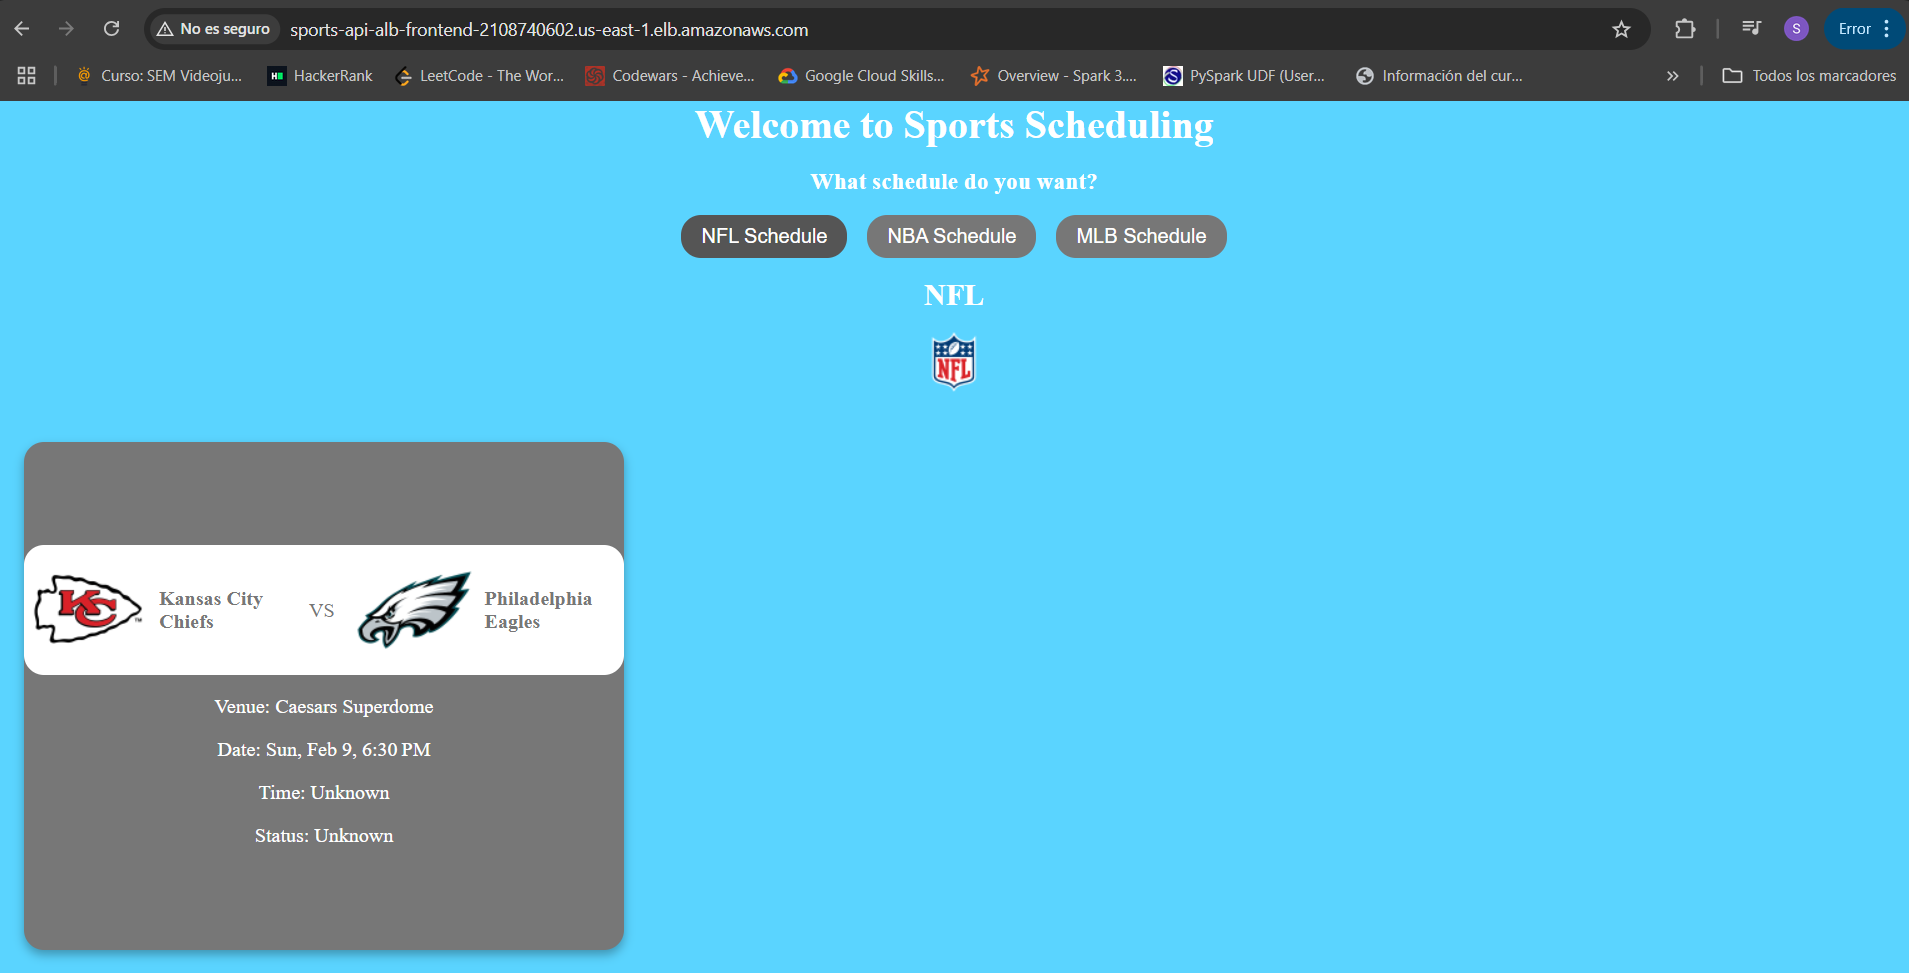 No es seguro sports-api-alb-frontend-2108740602.us-east-1.elb.amazonaws.com S Error
Curso: SEM Videoju... HackerRank LeetCode - The Wor... Codewars - Achieve... Google Cloud Skills... Overview - Spark 3.... PySpark UDF (User... Información del cur... » Todos los marcadores
Welcome to Sports Scheduling
What schedule do you want?
NFL Schedule NBA Schedule MLB Schedule
NFL
NFL
KC Kansas City Chiefs VS Philadelphia Eagles
Venue: Caesars Superdome
Date: Sun, Feb 9, 6:30 PM
Time: Unknown
Status: Unknown